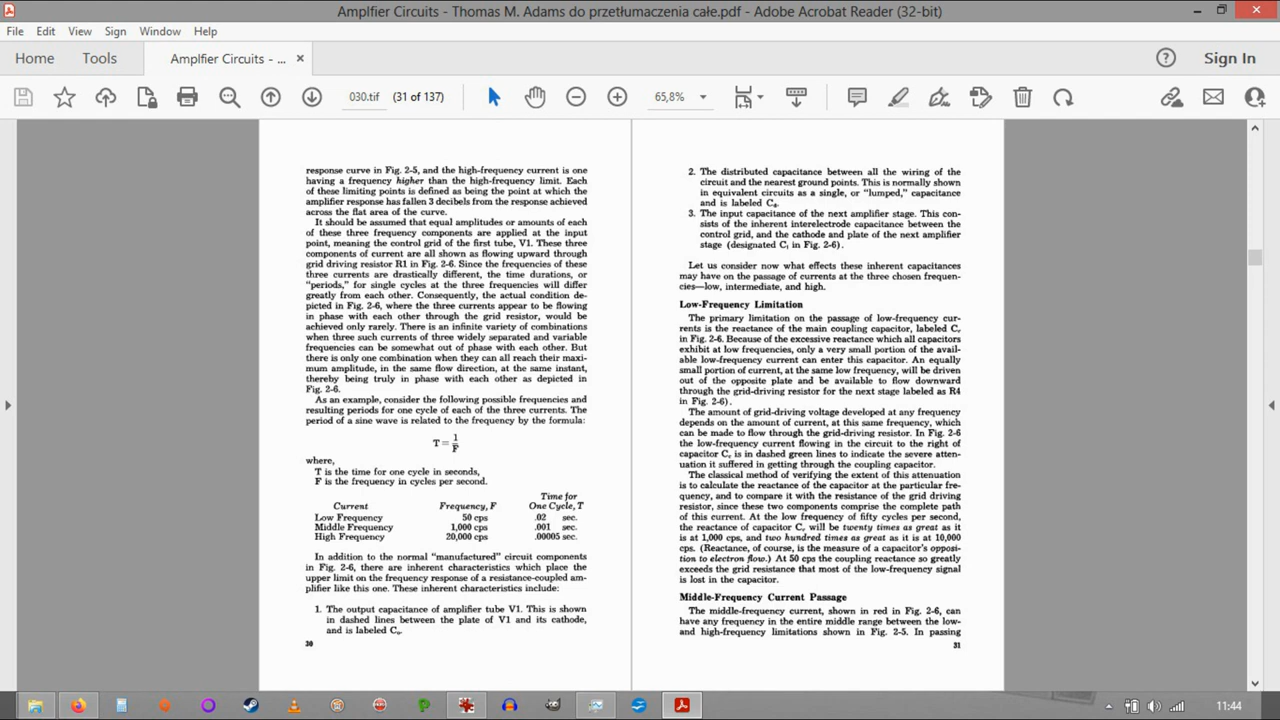 Amplfier Circuits - Thomas M. Adams do przetłumaczenia całe.pdf - Adobe Acrobat Reader (32-bit)
File Edit View Sign Window Help
Home Tools Amplfier Circuits - ... × Sign In
030.tif (31 of 137) 65,8%
response curve in Fig. 2-5, and the high-frequency current is one
having a frequency higher than the high-frequency limit. Each
of these limiting points is defined as being the point at which the
amplifier response has fallen 3 decibels from the response achieved
across the flat area of the curve.
It should be assumed that equal amplitudes or amounts of each
of these three frequency components are applied at the input
point, meaning the control grid of the first tube, V1. These three
components of current are all shown as flowing upward through
grid driving resistor R1 in Fig. 2-6. Since the frequencies of these
three currents are drastically different, the time durations, or
"periods," for single cycles at the three frequencies will differ
greatly from each other. Consequently, the actual condition de-
picted in Fig. 2-6, where the three currents appear to be flowing
in phase with each other through the grid resistor, would be
achieved only rarely. There is an infinite variety of combinations
when three such currents of three widely separated and variable
frequencies can be somewhat out of phase with each other. But
there is only one combination when they can all reach their maxi-
mum amplitude, in the same flow direction, at the same instant,
thereby being truly in phase with each other as depicted in
Fig. 2-6.
As an example, consider the following possible frequencies and
resulting periods for one cycle of each of the three currents. The
period of a sine wave is related to the frequency by the formula:
T = 1/F
where,
T is the time for one cycle in seconds,
F is the frequency in cycles per second.
Time for
Current Frequency, F One Cycle, T
Low Frequency 50 cps .02 sec.
Middle Frequency 1,000 cps .001 sec.
High Frequency 20,000 cps .00005 sec.
In addition to the normal "manufactured" circuit components
in Fig. 2-6, there are inherent characteristics which place the
upper limit on the frequency response of a resistance-coupled am-
plifier like this one. These inherent characteristics include:
1. The output capacitance of amplifier tube V1. This is shown
in dashed lines between the plate of V1 and its cathode,
and is labeled Co.
30
2. The distributed capacitance between all the wiring of the
circuit and the nearest ground points. This is normally shown
in equivalent circuits as a single, or "lumped," capacitance
and is labeled Cd.
3. The input capacitance of the next amplifier stage. This con-
sists of the inherent interelectrode capacitance between the
control grid, and the cathode and plate of the next amplifier
stage (designated Ci in Fig. 2-6).
Let us consider now what effects these inherent capacitances
may have on the passage of currents at the three chosen frequen-
cies—low, intermediate, and high.
Low-Frequency Limitation
The primary limitation on the passage of low-frequency cur-
rents is the reactance of the main coupling capacitor, labeled Cc
in Fig. 2-6. Because of the excessive reactance which all capacitors
exhibit at low frequencies, only a very small portion of the avail-
able low-frequency current can enter this capacitor. An equally
small portion of current, at the same low frequency, will be driven
out of the opposite plate and be available to flow downward
through the grid-driving resistor for the next stage labeled as R4
in Fig. 2-6).
The amount of grid-driving voltage developed at any frequency
depends on the amount of current, at this same frequency, which
can be made to flow through the grid-driving resistor. In Fig. 2-6
the low-frequency current flowing in the circuit to the right of
capacitor Cc is in dashed green lines to indicate the severe atten-
uation it suffered in getting through the coupling capacitor.
The classical method of verifying the extent of this attenuation
is to calculate the reactance of the capacitor at the particular fre-
quency, and to compare it with the resistance of the grid driving
resistor, since these two components comprise the complete path
of this current. At the low frequency of fifty cycles per second,
the reactance of capacitor Cc will be twenty times as great as it
is at 1,000 cps, and two hundred times as great as it is at 10,000
cps. (Reactance, of course, is the measure of a capacitor's opposi-
tion to electron flow.) At 50 cps the coupling reactance so greatly
exceeds the grid resistance that most of the low-frequency signal
is lost in the capacitor.
Middle-Frequency Current Passage
The middle-frequency current, shown in red in Fig. 2-6, can
have any frequency in the entire middle range between the low-
and high-frequency limitations shown in Fig. 2-5. In passing
31
11:44